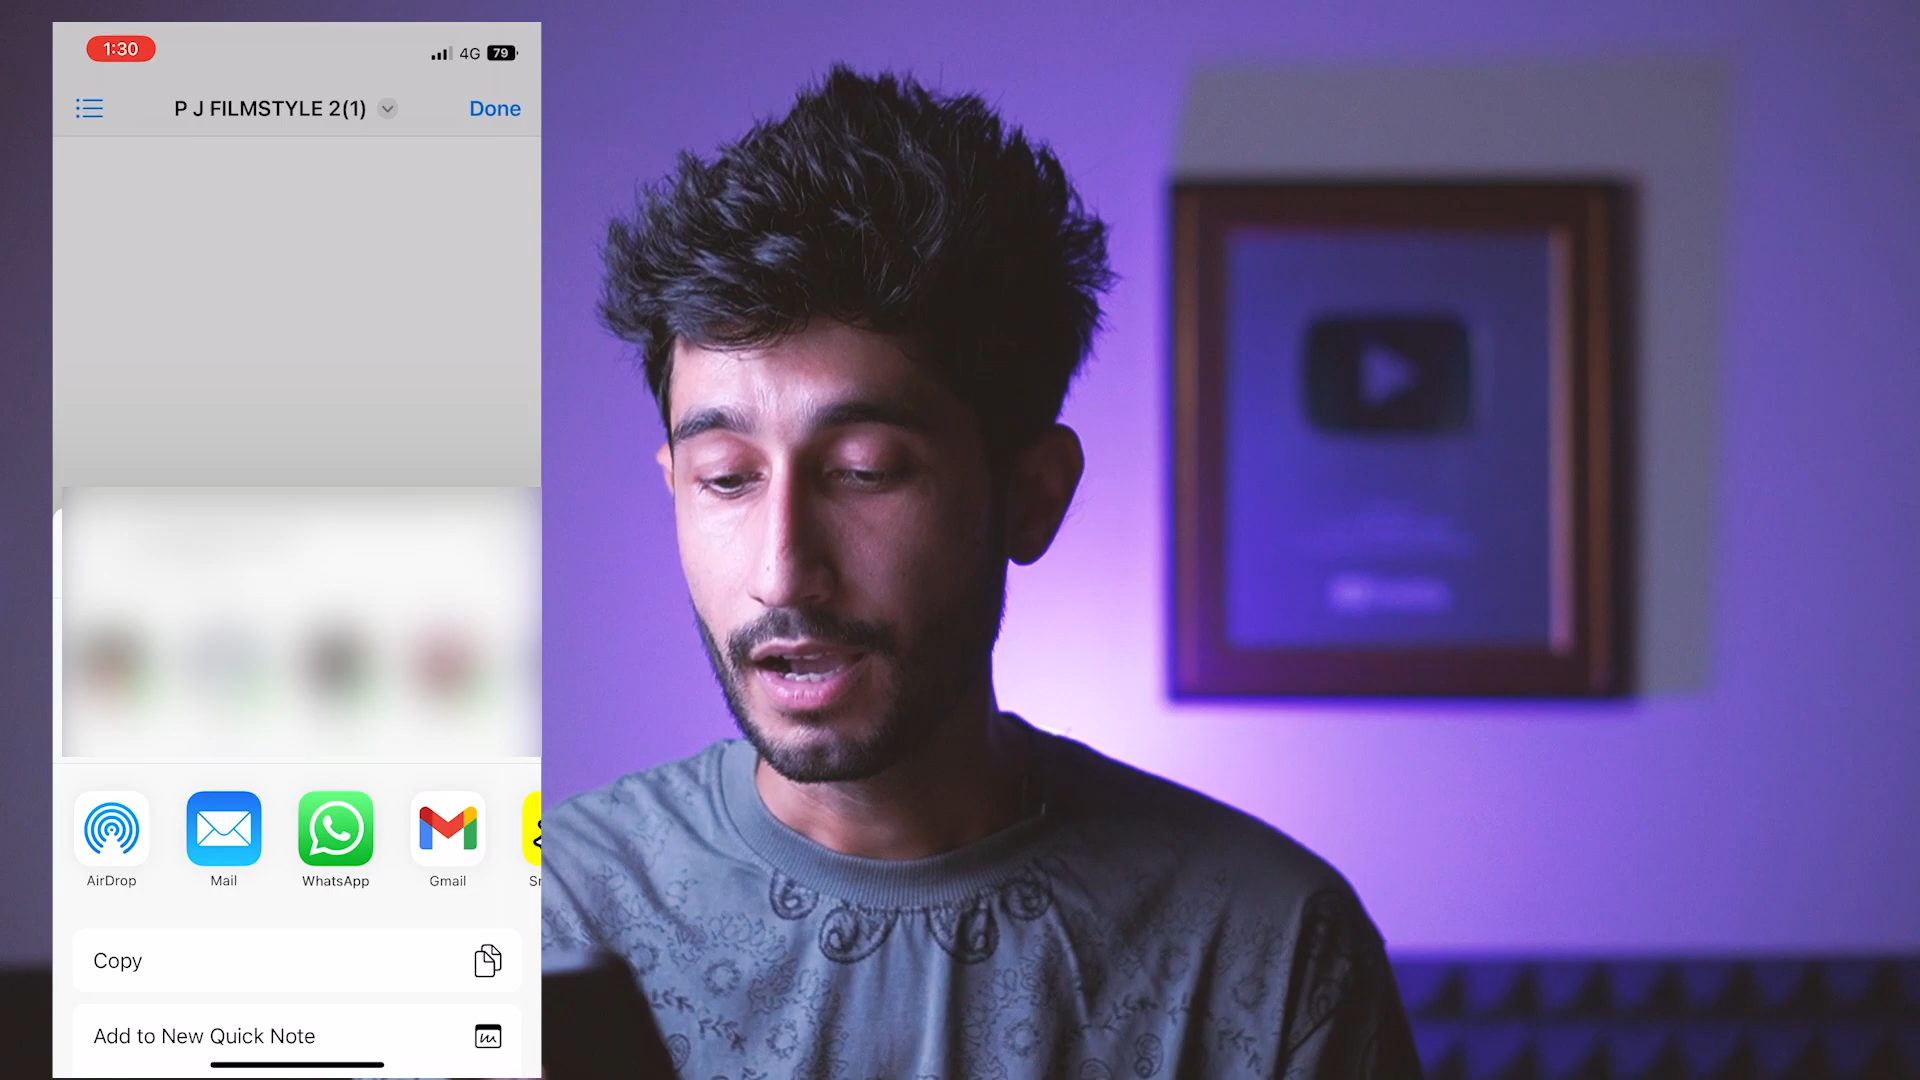 1:30
4G 79
P J FILMSTYLE 2(1)
Done
AirDrop
Mail
WhatsApp
Gmail
Copy
Add to New Quick Note